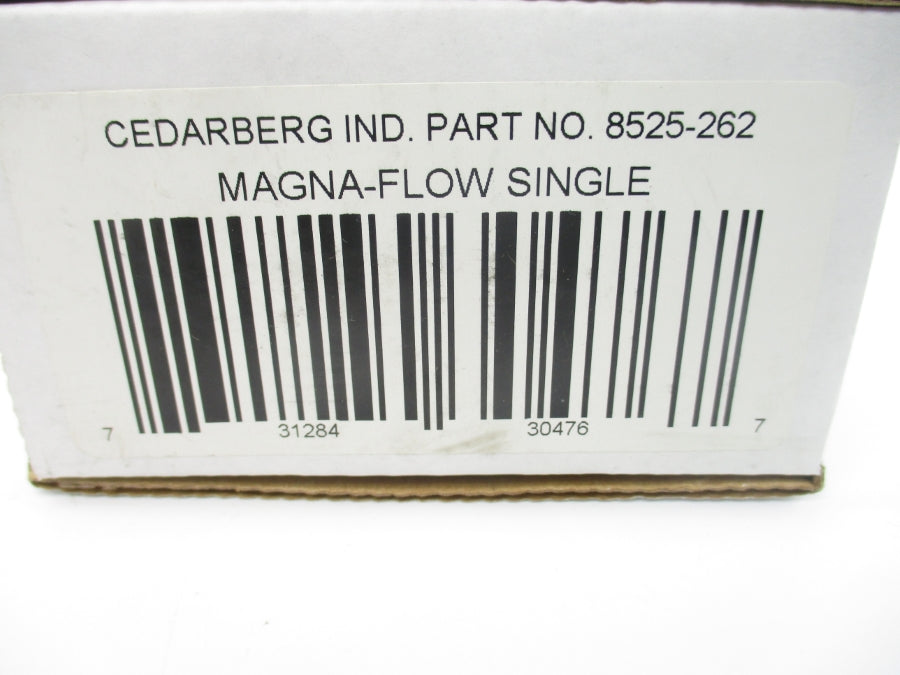 CEDARBERG IND. PART NO. 8525-262
MAGNA-FLOW SINGLE
7 31284 30476 7